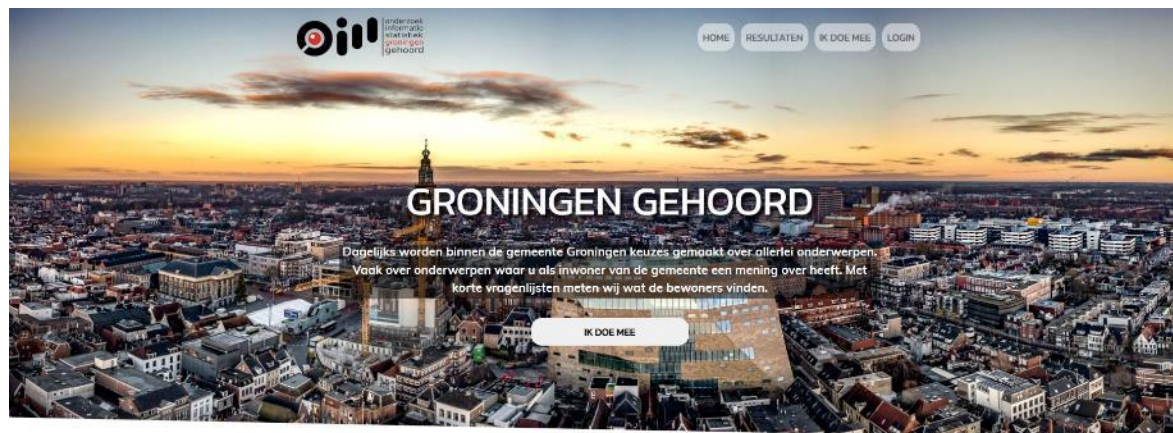 onderzoek
informatie
statistiek
groningen
gehoord
HOME RESULTATEN IK DOE MEE LOGIN
GRONINGEN GEHOORD
Dagelijks worden binnen de gemeente Groningen keuzes gemaakt over allerlei onderwerpen.
Vaak over onderwerpen waar u als inwoner van de gemeente een mening over heeft. Met
korte vragenlijsten meten wij wat de bewoners vinden.
IK DOE MEE